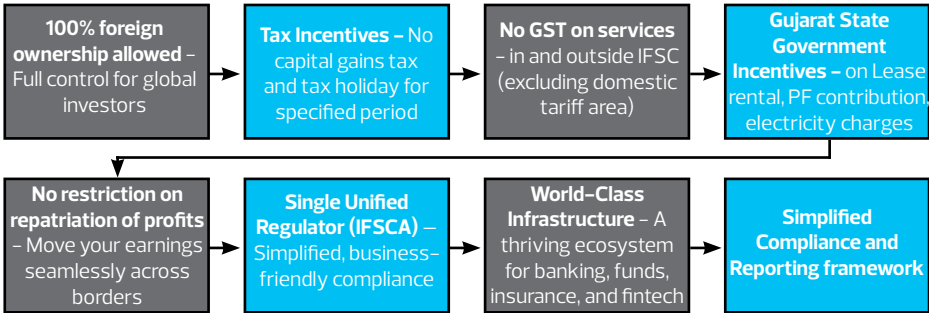 100% foreign
ownership allowed –
Full control for global
investors
Tax Incentives – No
capital gains tax
and tax holiday for
specified period
No GST on services
– in and outside IFSC
(excluding domestic
tariff area)
Gujarat State
Government
Incentives – on Lease
rental, PF contribution,
electricity charges
No restriction on
repatriation of profits
– Move your earnings
seamlessly across
borders
Single Unified
Regulator (IFSCA) –
Simplified, business-
friendly compliance
World-Class
Infrastructure – A
thriving ecosystem
for banking, funds,
insurance, and fintech
Simplified
Compliance and
Reporting framework